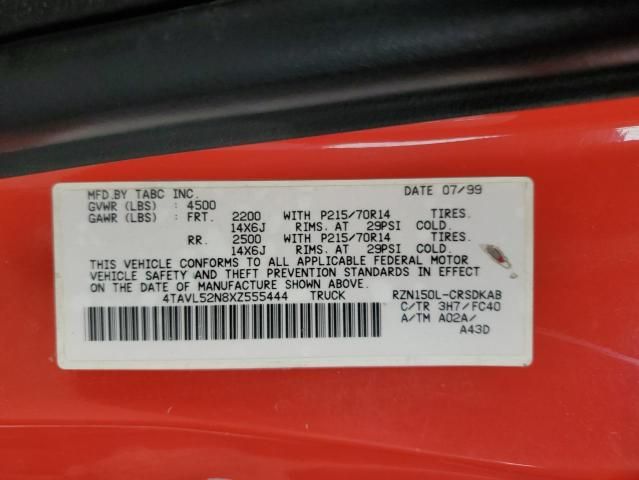 MFD.BY TABC INC. DATE 07/99
GVWR (LBS) 4500
GAWR (LBS) : FRT. 2200 WITH P215/70R14 TIRES.
14X6J RIMS. AT 29PSI COLD.
RR. 2500 WITH P215/70R14 TIRES.
14X6J RIMS. AT 29PSI COLD.
THIS VEHICLE CONFORMS TO ALL APPLICABLE FEDERAL MOTOR
VEHICLE SAFETY AND THEFT PREVENTION STANDARDS IN EFFECT
ON THE DATE OF MANUFACTURE SHOWN ABOVE.
4TAVL52N8XZ555444 TRUCK RZN150L-CRSDKAB
C/TR 3H7/FC40
A/TM A02A/
A43D